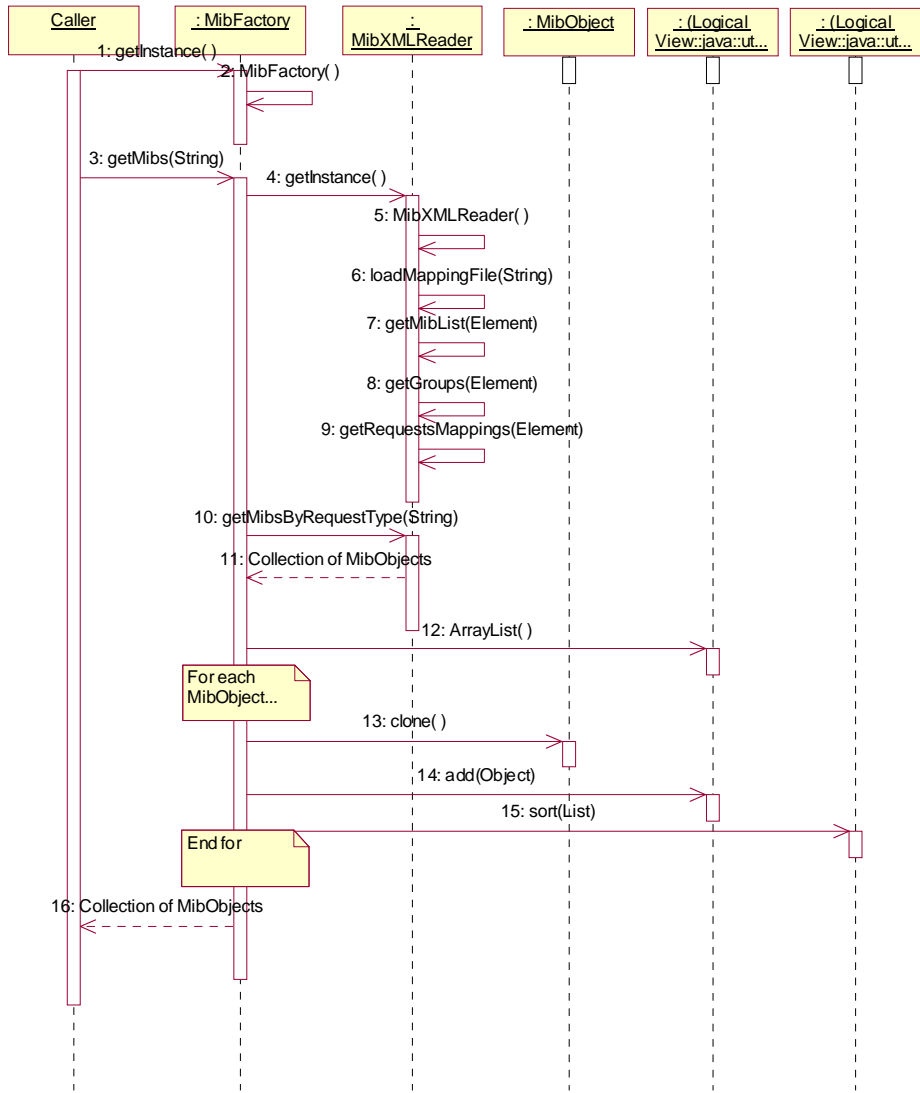 Caller
: MibFactory
:
MibXMLReader
: MibObject
: (Logical
View::java::ut...
: (Logical
View::java::ut...
1: getInstance( )
2: MibFactory( )
3: getMibs(String)
4: getInstance( )
5: MibXMLReader( )
6: loadMappingFile(String)
7: getMibList(Element)
8: getGroups(Element)
9: getRequestsMappings(Element)
10: getMibsByRequestType(String)
11: Collection of MibObjects
12: ArrayList( )
For each
MibObject...
13: clone( )
14: add(Object)
15: sort(List)
End for
16: Collection of MibObjects